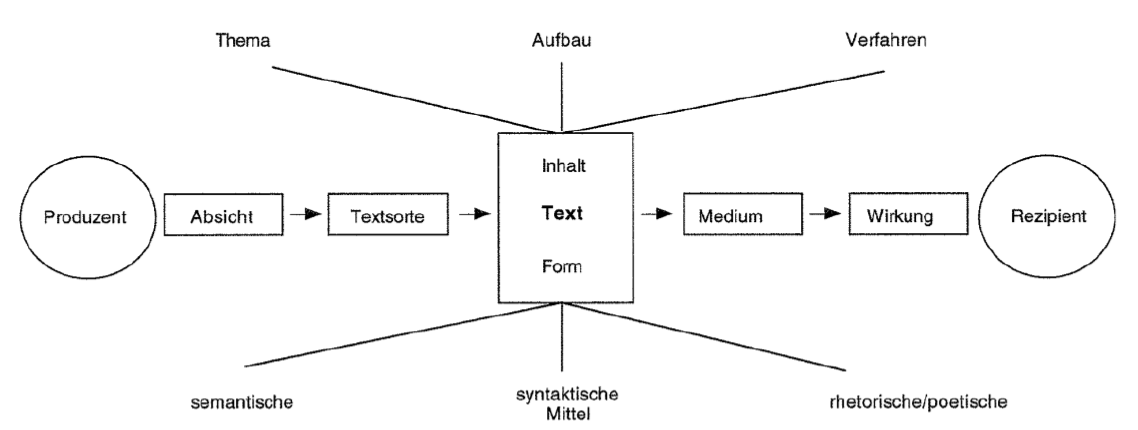 Thema Aufbau Verfahren
Inhalt
Produzent Absicht Textsorte Text Medium Wirkung Rezipient
Form
semantische syntaktische rhetorische/poetische
Mittel